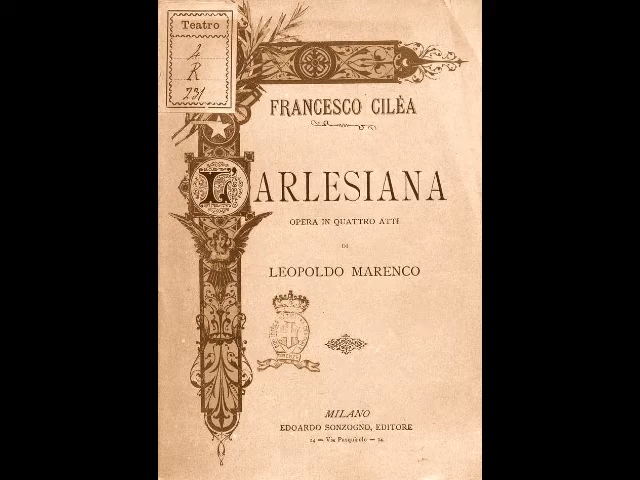 Teatro
A
R
231
FRANCESCO CILÈA
L'ARLESIANA
OPERA IN QUATTRO ATTI
DI
LEOPOLDO MARENCO
MILANO
EDOARDO SONZOGNO, EDITORE
14 — Via Pasquirolo — 14